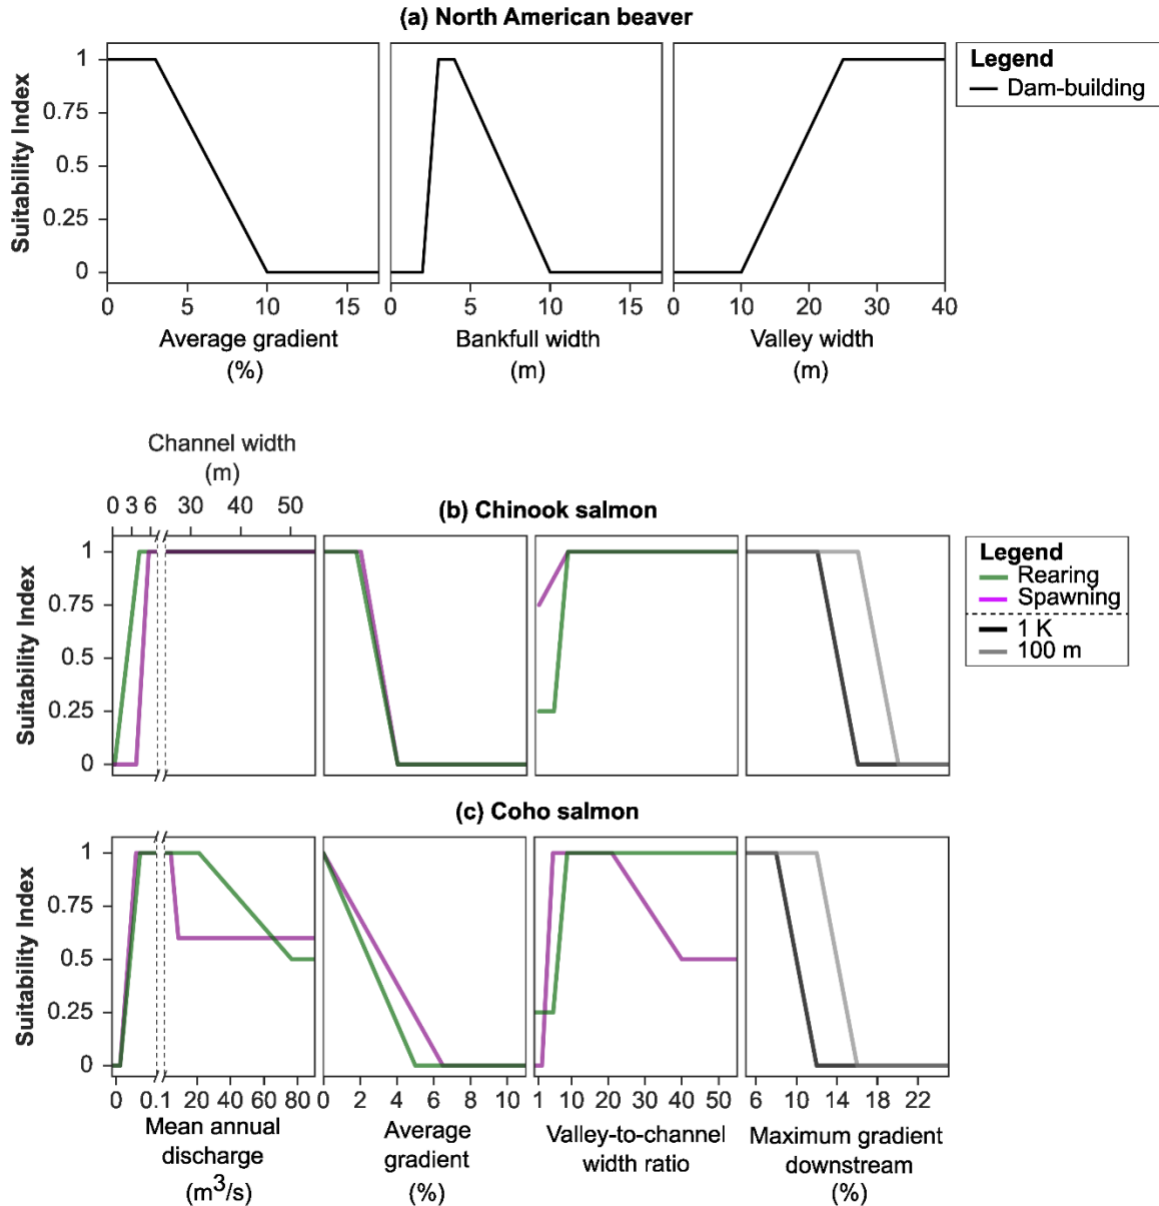 (a) North American beaver
Suitability Index
1
0.75
0.5
0.25
0
0 5 10 15
Average gradient
(%)
0 5 10 15
Bankfull width
(m)
0 10 20 30 40
Valley width
(m)
Legend
Dam-building
Channel width
(m)
0 3 6 30 40 50
(b) Chinook salmon
Suitability Index
1
0.75
0.5
0.25
0
Legend
Rearing
Spawning
1 K
100 m
(c) Coho salmon
Suitability Index
1
0.75
0.5
0.25
0
0 0.1 20 40 60 80
Mean annual
discharge
(m³/s)
0 2 4 6 8 10
Average
gradient
(%)
1 10 20 30 40 50
Valley-to-channel
width ratio
6 10 14 18 22
Maximum gradient
downstream
(%)